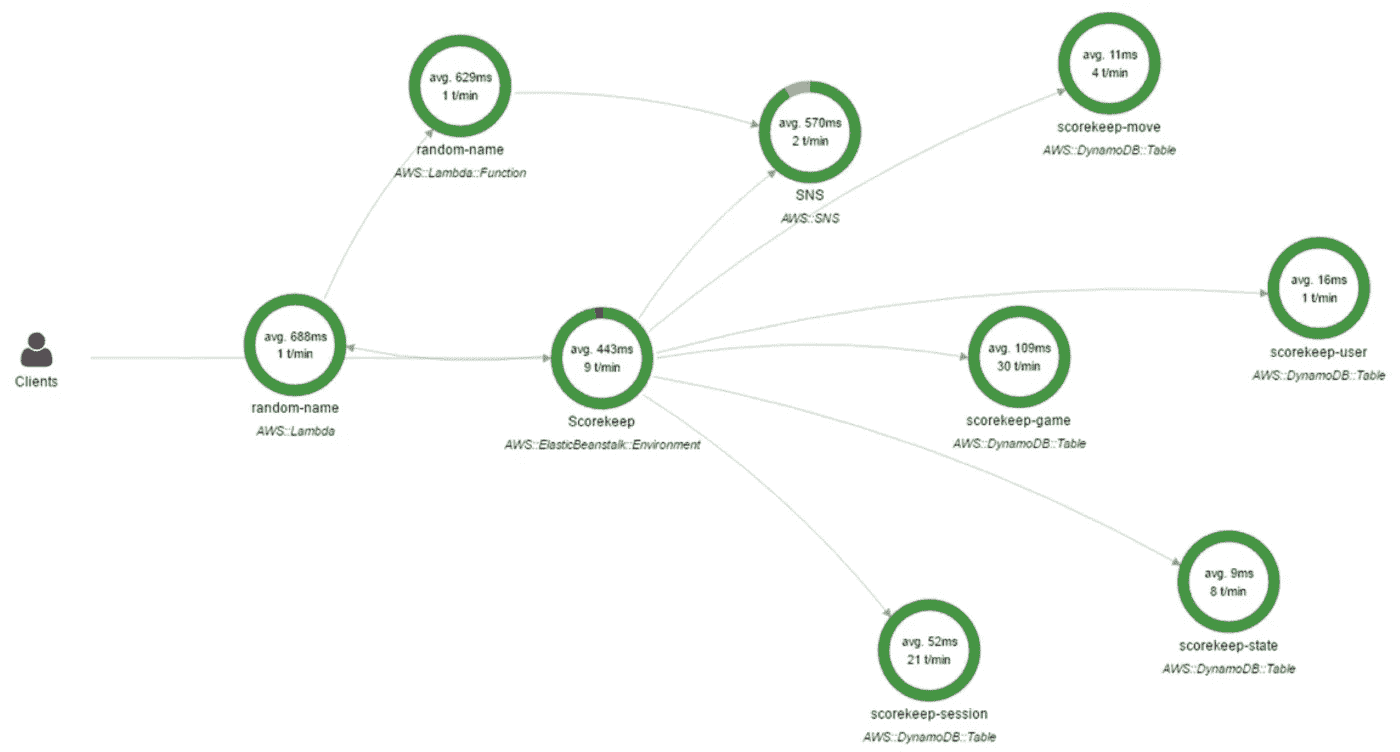 avg. 629ms
1 t/min
random-name
AWS::Lambda::Function
avg. 570ms
2 t/min
SNS
AWS::SNS
avg. 11ms
4 t/min
scorekeep-move
AWS::DynamoDB::Table
Clients
avg. 688ms
1 t/min
random-name
AWS::Lambda
avg. 443ms
9 t/min
Scorekeep
AWS::ElasticBeanstalk::Environment
avg. 109ms
30 t/min
scorekeep-game
AWS::DynamoDB::Table
avg. 16ms
1 t/min
scorekeep-user
AWS::DynamoDB::Table
avg. 52ms
21 t/min
scorekeep-session
AWS::DynamoDB::Table
avg. 9ms
8 t/min
scorekeep-state
AWS::DynamoDB::Table